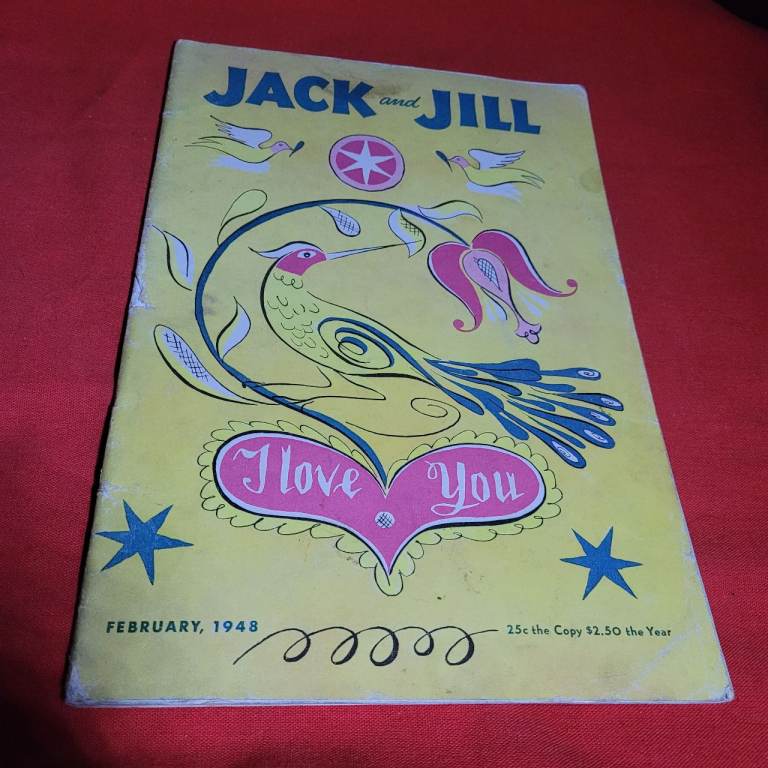 JACK and JILL
I love You
FEBRUARY, 1948
25c the Copy $2.50 the Year